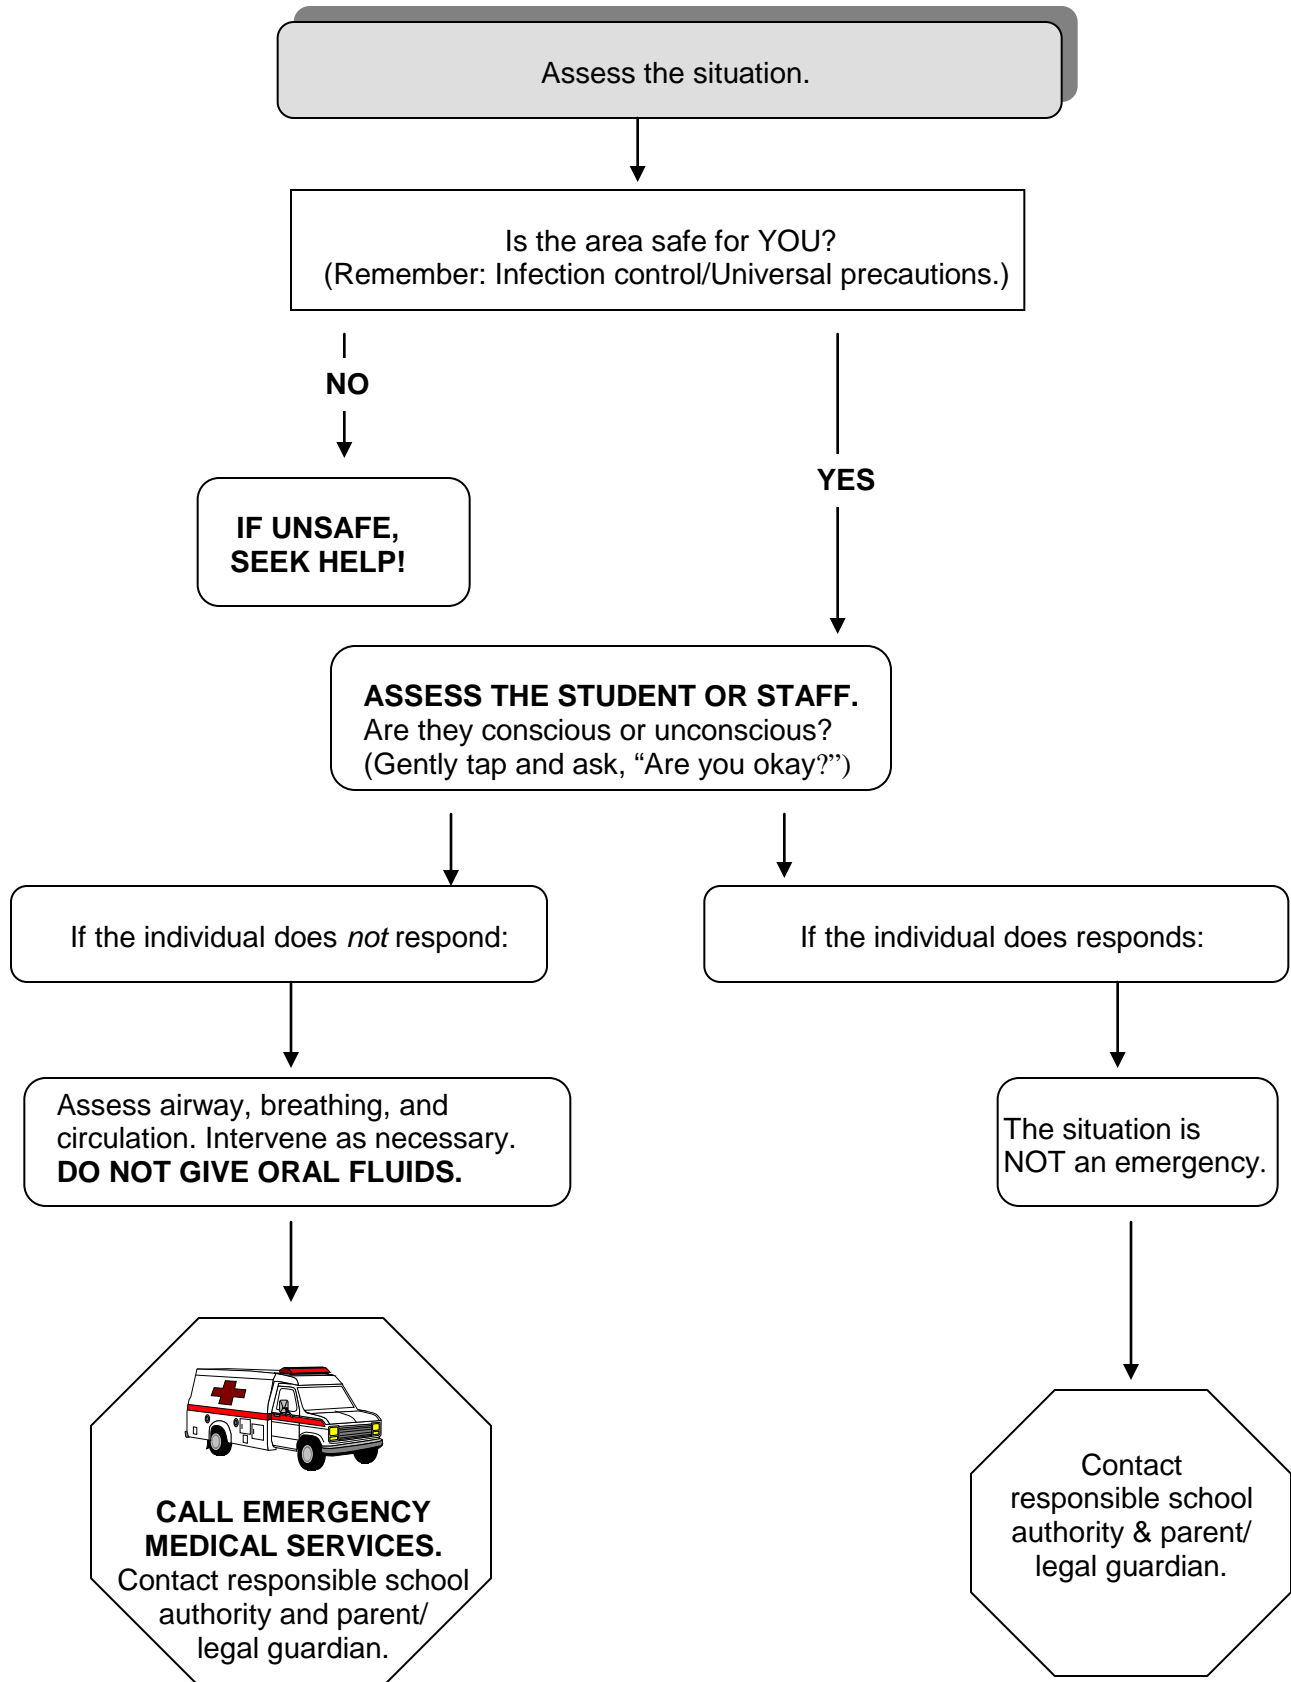 Assess the situation.
Is the area safe for YOU?
(Remember: Infection control/Universal precautions.)
NO
YES
IF UNSAFE,
SEEK HELP!
ASSESS THE STUDENT OR STAFF.
Are they conscious or unconscious?
(Gently tap and ask, “Are you okay?”)
If the individual does not respond:
If the individual does responds:
Assess airway, breathing, and
circulation. Intervene as necessary.
DO NOT GIVE ORAL FLUIDS.
The situation is
NOT an emergency.
CALL EMERGENCY
MEDICAL SERVICES.
Contact responsible school
authority and parent/
legal guardian.
Contact
responsible school
authority & parent/
legal guardian.